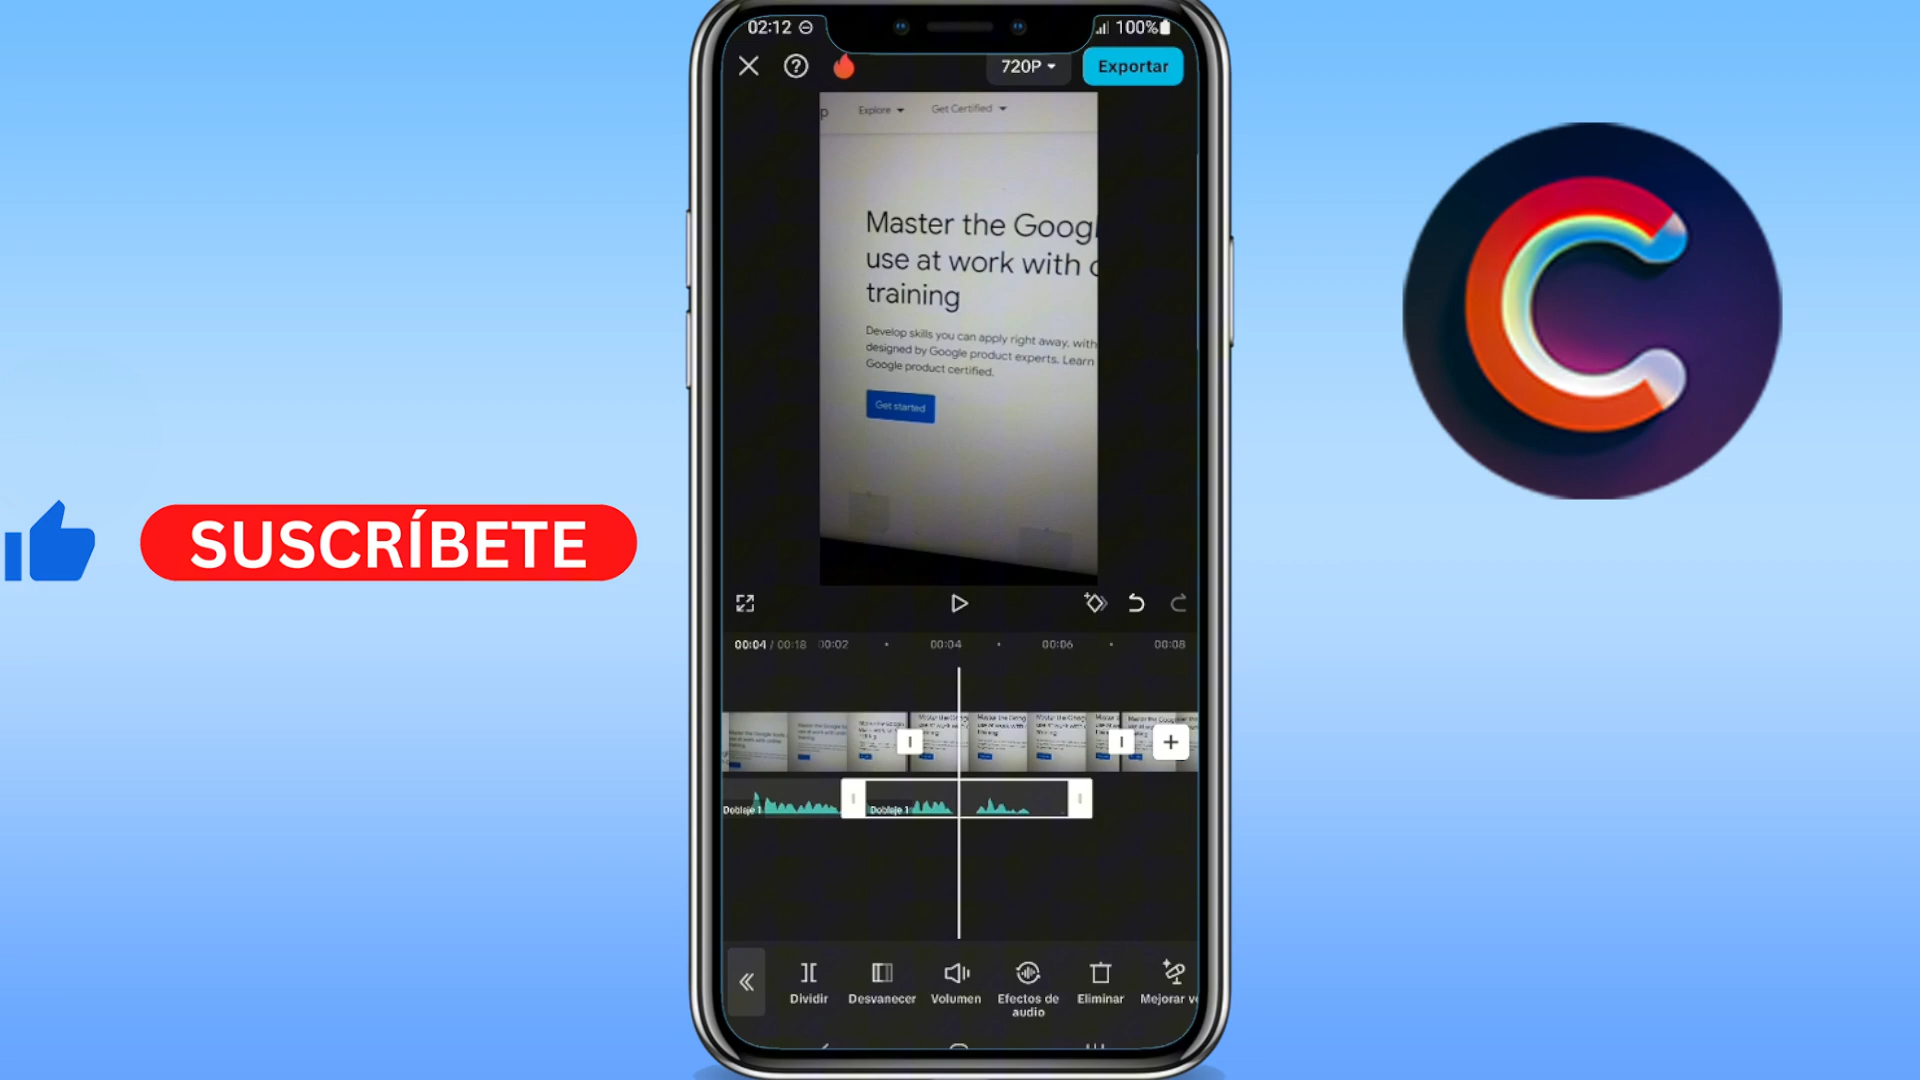 02:12
100%
720P
Exportar
p
Explore
Get Certified
Master the Googl
use at work with
training
Develop skills you can apply right away, with
designed by Google product experts. Learn
Google product certified.
Get started
SUSCRÍBETE
00:04 / 00:18
00:02
00:04
00:06
00:08
Doblaje 1
Doblaje 1
Dividir
Desvanecer
Volumen
Efectos de
audio
Eliminar
Mejorar v